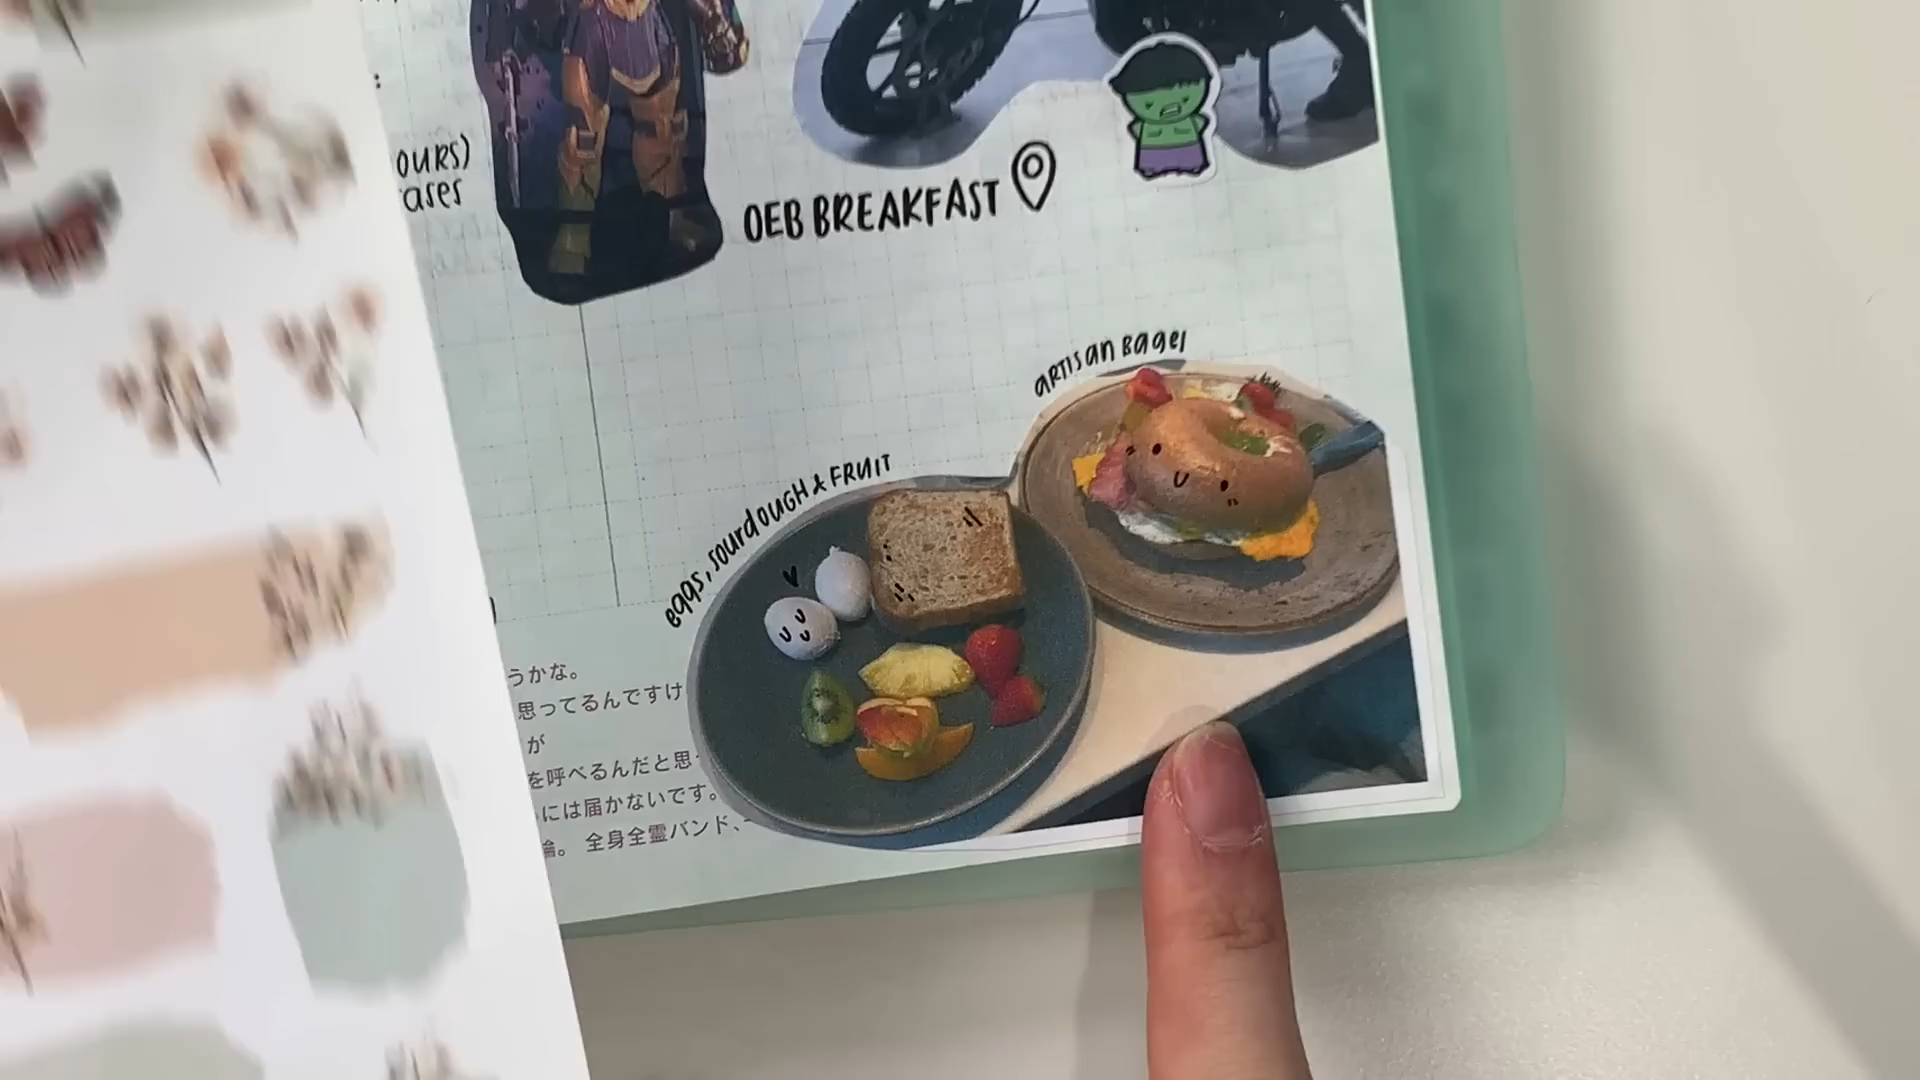 OURS)
ases
OEB BREAKFAST
ARTISAN BAGEL
eggs, SOURdOUGH & FRUIT
うかな。
思ってるんですけ
が
を呼べるんだと思
には届かないです。
論。 全身全霊バンド、